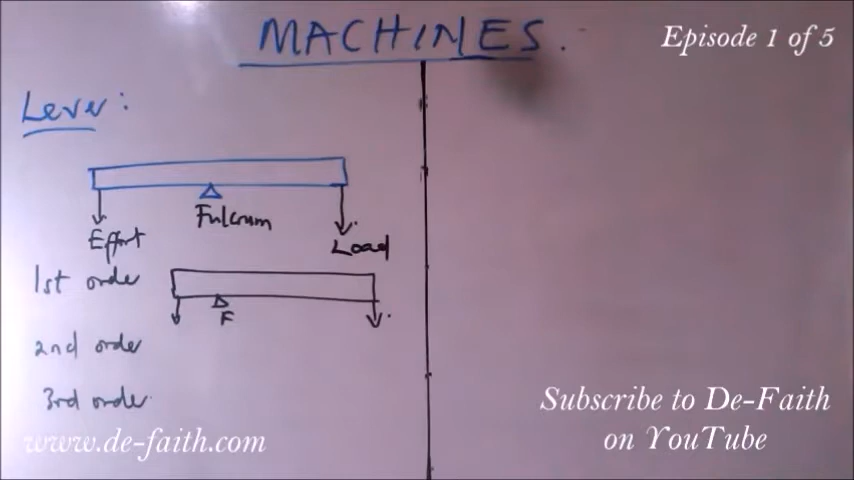 MACHINES.
Episode 1 of 5
Lever:
Fulcrum
Effort
Load
1st order
F
2nd order
3rd order
Subscribe to De-Faith
on YouTube
www.de-faith.com